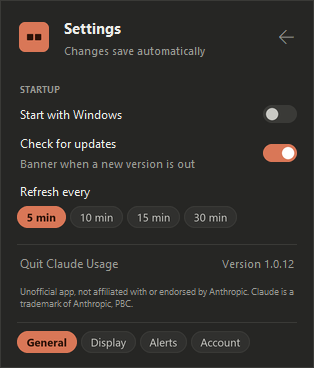 Settings
Changes save automatically
STARTUP
Start with Windows
Check for updates
Banner when a new version is out
Refresh every
5 min 10 min 15 min 30 min
Quit Claude Usage Version 1.0.12
Unofficial app, not affiliated with or endorsed by Anthropic. Claude is a
trademark of Anthropic, PBC.
General Display Alerts Account